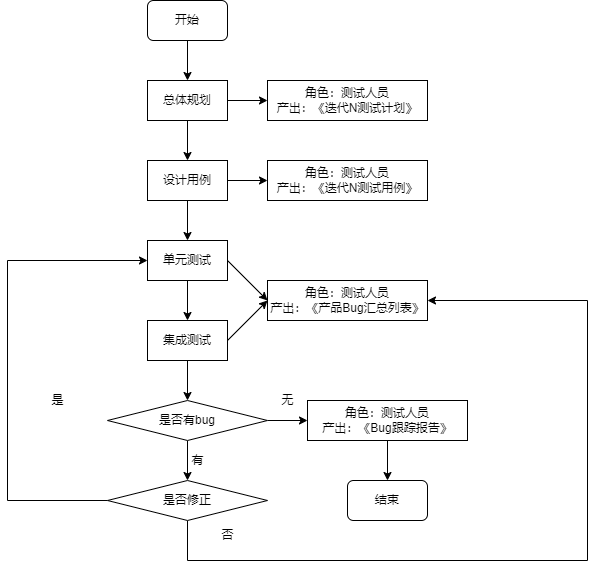 开始
总体规划
角色：测试人员
产出：《迭代N测试计划》
设计用例
角色：测试人员
产出：《迭代N测试用例》
单元测试
角色：测试人员
产出：《产品Bug汇总列表》
集成测试
是
是否有bug
无
角色：测试人员
产出：《Bug跟踪报告》
有
是否修正
结束
否